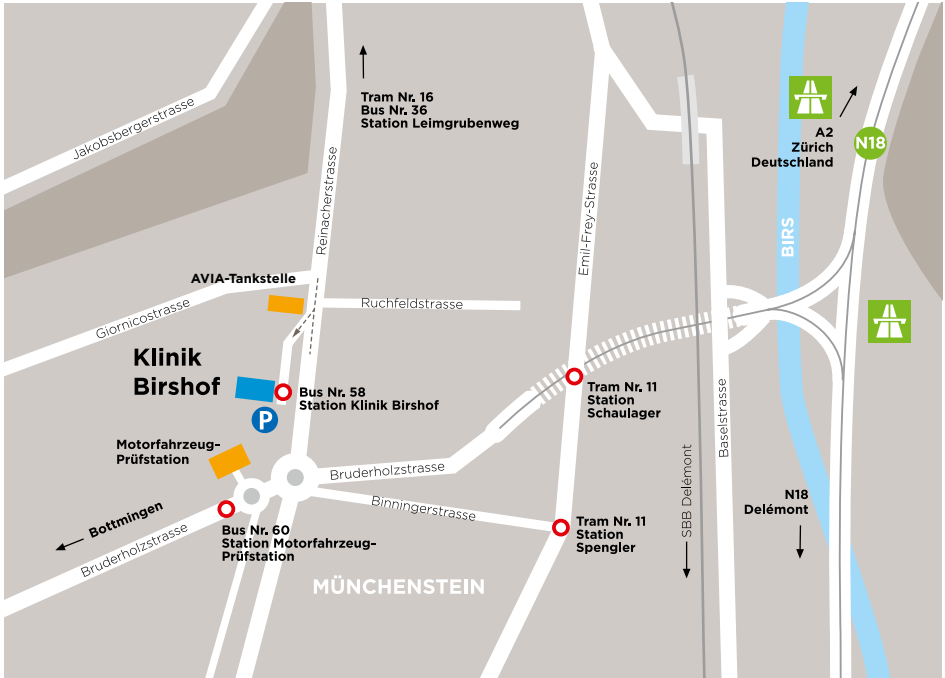 Jakobsbergerstrasse
Tram Nr. 16
Bus Nr. 36
Station Leimgrubenweg
A2
Zürich
Deutschland
N18
Reinacherstrasse
Emil-Frey-Strasse
BIRS
AVIA-Tankstelle
Ruchfeldstrasse
Giornicostrasse
Klinik
Birshof
Bus Nr. 58
Station Klinik Birshof
P
Tram Nr. 11
Station
Schaulager
Baselstrasse
Motorfahrzeug-
Prüfstation
Bruderholzstrasse
Binningerstrasse
SBB Delémont
N18
Delémont
Bottmingen
Bruderholzstrasse
Bus Nr. 60
Station Motorfahrzeug-
Prüfstation
Tram Nr. 11
Station
Spengler
MÜNCHENSTEIN